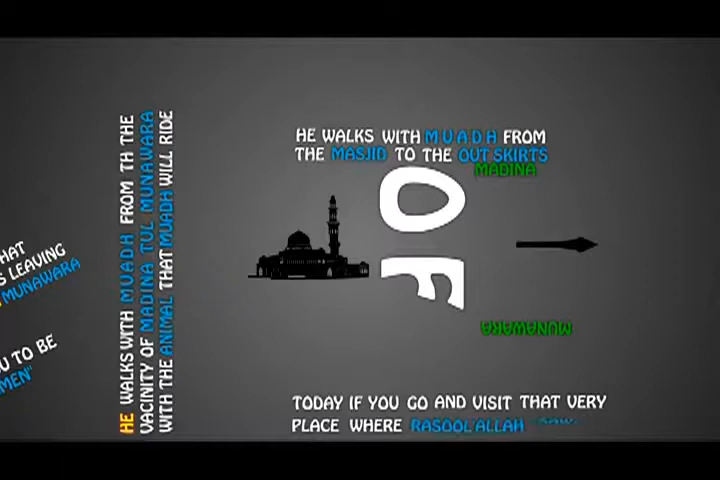 HAT
S LEAVING
MUNAWARA
U TO BE
MEN"
HE WALKS WITH MUADH FROM TH THE
VACINITY OF MADINA TUL MUNAWARA
WITH THE ANIMAL THAT MUADH WILL RIDE
HE WALKS WITH MUADH FROM
THE MASJID TO THE OUT SKIRTS
OF
MADINA
MUNAWARA
TODAY IF YOU GO AND VISIT THAT VERY
PLACE WHERE RASOOL'ALLAH